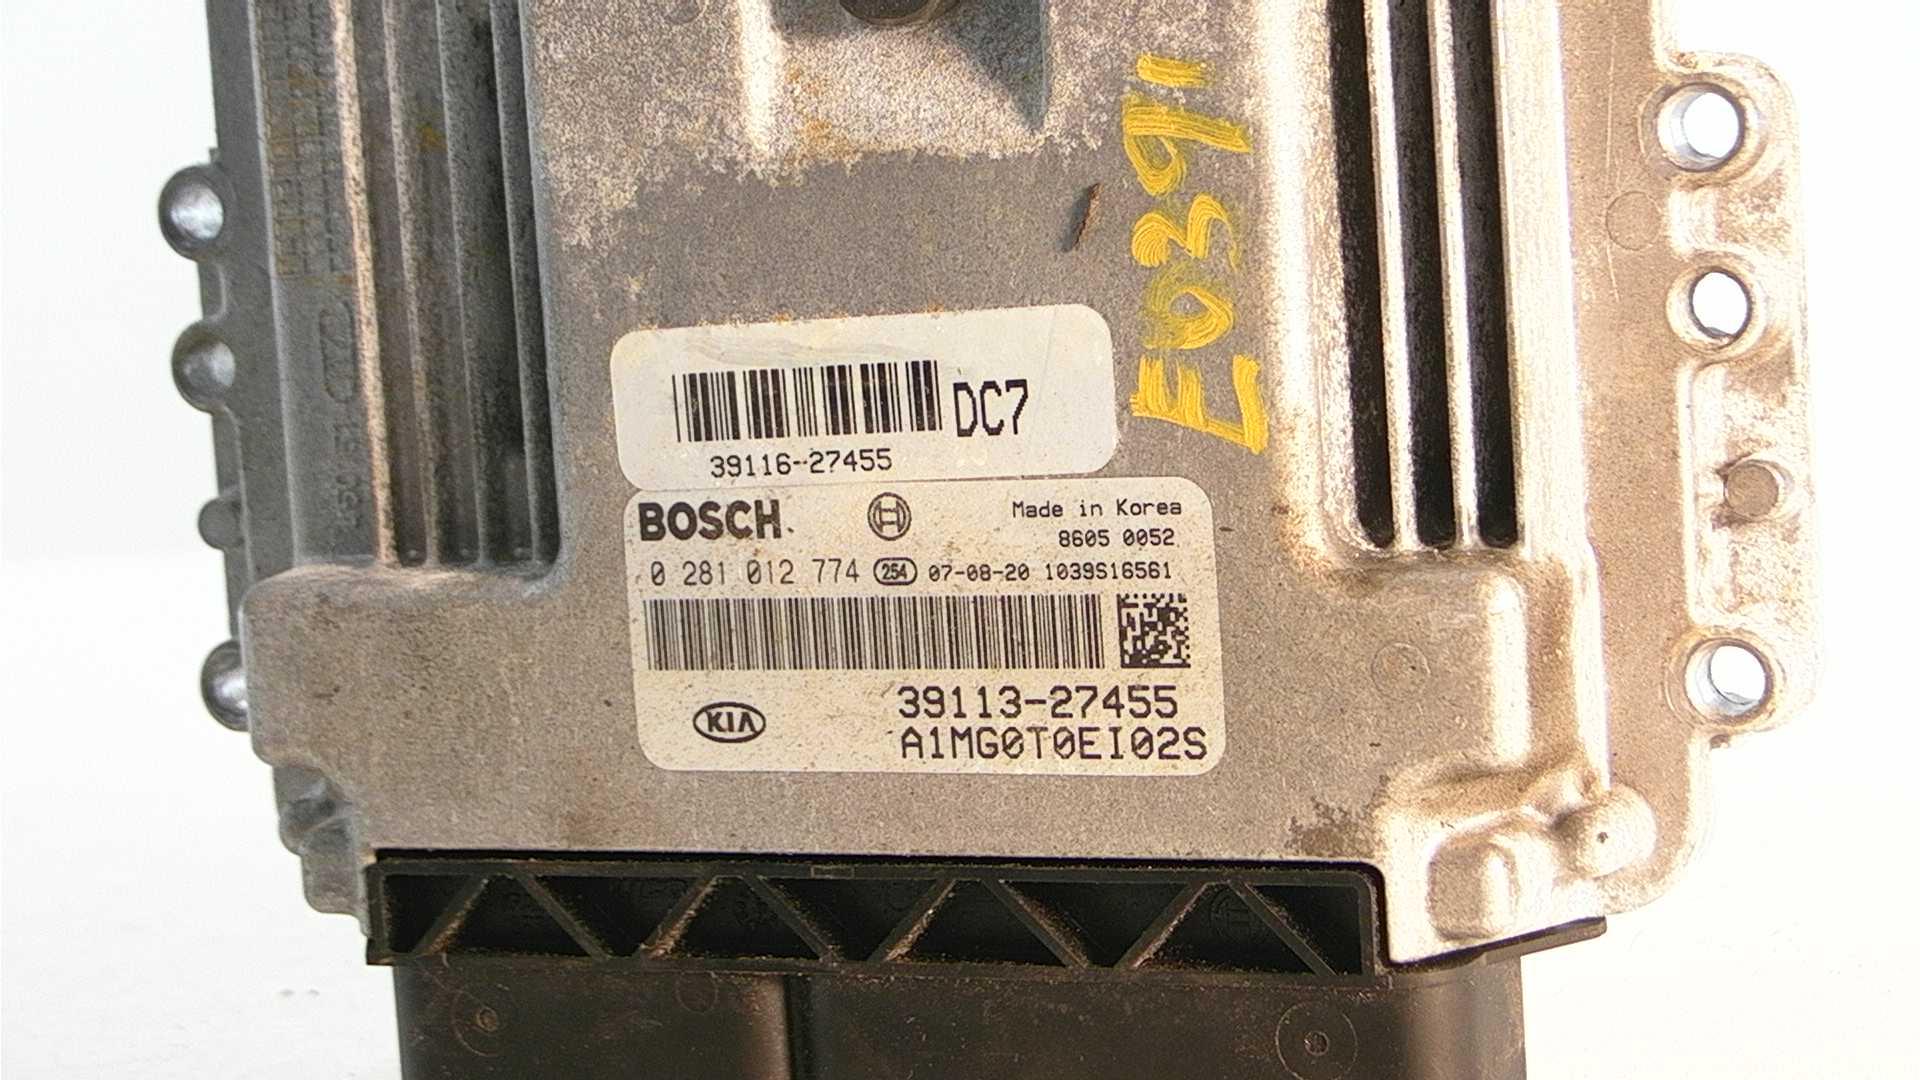 E0391
DC7
39116-27455
BOSCH
Made in Korea
8605 0052
0 281 012 774 254 07-08-20 1039S16561
KIA
39113-27455
A1MG0T0EI02S